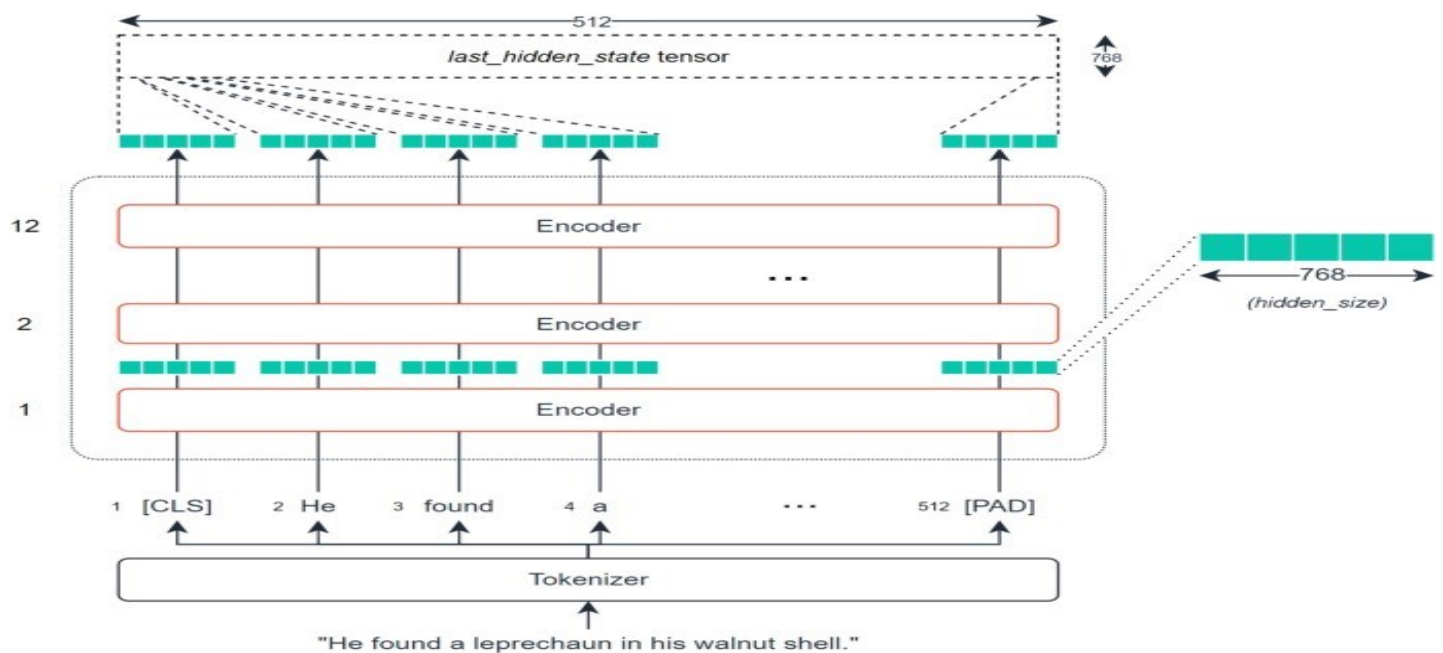 512
last_hidden_state tensor
768
12
Encoder
...
768
(hidden_size)
2
Encoder
1
Encoder
1 [CLS] 2 He 3 found 4 a ... 512 [PAD]
Tokenizer
"He found a leprechaun in his walnut shell."